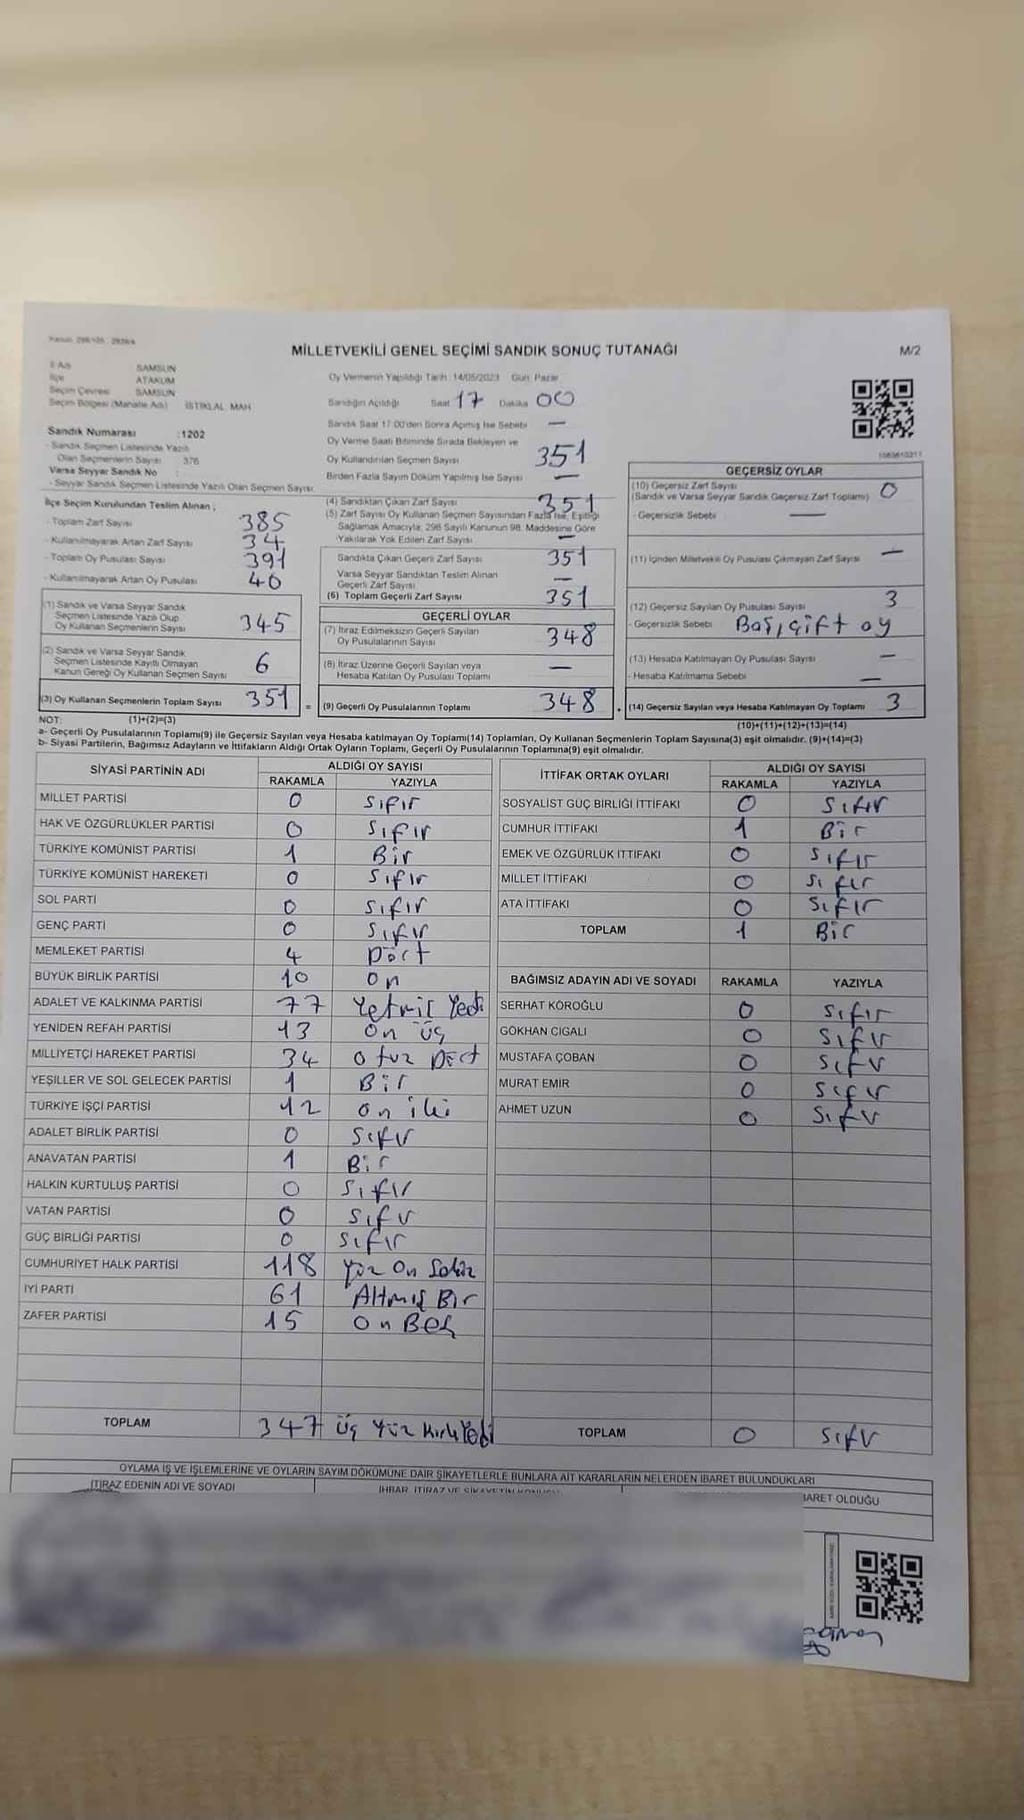 MİLLETVEKİLİ GENEL SEÇİMİ SANDIK SONUÇ TUTANAĞI
M/2
İl Adı SAMSUN
İlçe ATAKUM
Seçim Çevresi SAMSUN
Seçim Bölgesi (Mahalle Adı) İSTİKLAL MAH
Sandık Numarası :1202
- Sandık Seçmen Listesinde Yazılı
Olan Seçmenlerin Sayısı 376
Varsa Seyyar Sandık No :
- Seyyar Sandık Seçmen Listesinde Yazılı Olan Seçmen Sayısı:
İlçe Seçim Kurulundan Teslim Alınan ;
- Toplam Zarf Sayısı 385
- Kullanılmayarak Artan Zarf Sayısı 34
- Toplam Oy Pusulası Sayısı 391
- Kullanılmayarak Artan Oy Pusulası 40
(1) Sandık ve Varsa Seyyar Sandık
Seçmen Listesinde Yazılı Olup
Oy Kullanan Seçmenlerin Sayısı 345
(2) Sandık ve Varsa Seyyar Sandık
Seçmen Listesinde Kayıtlı Olmayan
Kanun Gereği Oy Kullanan Seçmen Sayısı 6
(3) Oy Kullanan Seçmenlerin Toplam Sayısı 351 =
Oy Vermenin Yapıldığı Tarih: 14/05/2023 Gün: Pazar
Sandığın Açıldığı Saat 17 Dakika 00
Sandık Saat 17.00'den Sonra Açılmış İse Sebebi —
Oy Verme Saati Bitiminde Sırada Bekleyen ve
Oy Kullandırılan Seçmen Sayısı 351
Birden Fazla Sayım Döküm Yapılmış İse Sayısı —
(4) Sandıktan Çıkan Zarf Sayısı 351
(5) Zarf Sayısı Oy Kullanan Seçmen Sayısından Fazla İse, Eşitliği
Sağlamak Amacıyla, 298 Sayılı Kanunun 98. Maddesine Göre
Yakılarak Yok Edilen Zarf Sayısı —
Sandıkta Çıkan Geçerli Zarf Sayısı 351
Varsa Seyyar Sandıktan Teslim Alınan
Geçerli Zarf Sayısı —
(6) Toplam Geçerli Zarf Sayısı 351
GEÇERLİ OYLAR
(7) İtiraz Edilmeksizin Geçerli Sayılan
Oy Pusulalarının Sayısı 348
(8) İtiraz Üzerine Geçerli Sayılan veya
Hesaba Katılan Oy Pusulası Toplamı —
(9) Geçerli Oy Pusulalarının Toplamı 348 +
1083610211
GEÇERSİZ OYLAR
(10) Geçersiz Zarf Sayısı
(Sandık ve Varsa Seyyar Sandık Geçersiz Zarf Toplamı) 0
- Geçersizlik Sebebi —
(11) İçinden Milletvekili Oy Pusulası Çıkmayan Zarf Sayısı —
(12) Geçersiz Sayılan Oy Pusulası Sayısı 3
- Geçersizlik Sebebi Boş, çift oy
(13) Hesaba Katılmayan Oy Pusulası Sayısı —
- Hesaba Katılmama Sebebi —
(14) Geçersiz Sayılan veya Hesaba Katılmayan Oy Toplamı 3
NOT: (1)+(2)=(3)
(10)+(11)+(12)+(13)=(14)
a- Geçerli Oy Pusulalarının Toplamı(9) ile Geçersiz Sayılan veya Hesaba katılmayan Oy Toplamı(14) Toplamları, Oy Kullanan Seçmenlerin Toplam Sayısına(3) eşit olmalıdır. (9)+(14)=(3)
b- Siyasi Partilerin, Bağımsız Adayların ve İttifakların Aldığı Ortak Oyların Toplamı, Geçerli Oy Pusulalarının Toplamına(9) eşit olmalıdır.
SİYASİ PARTİNİN ADI ALDIĞI OY SAYISI
RAKAMLA YAZIYLA
MİLLET PARTİSİ 0 Sıfır
HAK VE ÖZGÜRLÜKLER PARTİSİ 0 Sıfır
TÜRKİYE KOMÜNİST PARTİSİ 1 Bir
TÜRKİYE KOMÜNİST HAREKETİ 0 Sıfır
SOL PARTİ 0 Sıfır
GENÇ PARTİ 0 Sıfır
MEMLEKET PARTİSİ 4 Dört
BÜYÜK BİRLİK PARTİSİ 10 on
ADALET VE KALKINMA PARTİSİ 77 Yetmiş Yedi
YENİDEN REFAH PARTİSİ 13 On üç
MİLLİYETÇİ HAREKET PARTİSİ 34 Otuz Dört
YEŞİLLER VE SOL GELECEK PARTİSİ 1 Bir
TÜRKİYE İŞÇİ PARTİSİ 12 on iki
ADALET BİRLİK PARTİSİ 0 Sıfır
ANAVATAN PARTİSİ 1 Bir
HALKIN KURTULUŞ PARTİSİ 0 Sıfır
VATAN PARTİSİ 0 Sıfır
GÜÇ BİRLİĞİ PARTİSİ 0 Sıfır
CUMHURİYET HALK PARTİSİ 118 Yüz On Sekiz
İYİ PARTİ 61 Altmış Bir
ZAFER PARTİSİ 15 On Beş
TOPLAM 347 Üç Yüz Kırk Yedi
İTTİFAK ORTAK OYLARI ALDIĞI OY SAYISI
RAKAMLA YAZIYLA
SOSYALİST GÜÇ BİRLİĞİ İTTİFAKI 0 Sıfır
CUMHUR İTTİFAKI 1 Bir
EMEK VE ÖZGÜRLÜK İTTİFAKI 0 Sıfır
MİLLET İTTİFAKI 0 Sıfır
ATA İTTİFAKI 0 Sıfır
TOPLAM 1 Bir
BAĞIMSIZ ADAYIN ADI VE SOYADI RAKAMLA YAZIYLA
SERHAT KÖROĞLU 0 Sıfır
GÖKHAN CIGALI 0 Sıfır
MUSTAFA ÇOBAN 0 Sıfır
MURAT EMİR 0 Sıfır
AHMET UZUN 0 Sıfır
TOPLAM 0 Sıfır
OYLAMA İŞ VE İŞLEMLERİNE VE OYLARIN SAYIM DÖKÜMÜNE DAİR ŞİKAYETLERLE BUNLARA AİT KARARLARIN NELERDEN İBARET BULUNDUKLARI
İTİRAZ EDENİN ADI VE SOYADI
İHBAR, İTİRAZ VE ŞİKAYETİN KONUSU
İBARET OLDUĞU